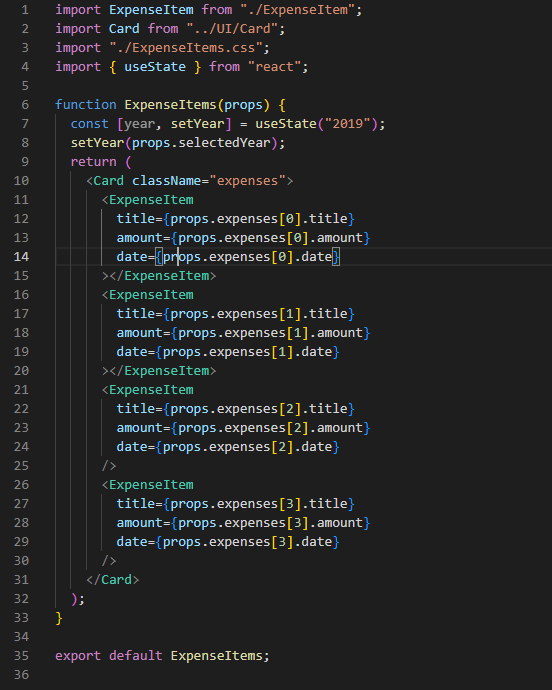 1 import ExpenseItem from "./ExpenseItem";
2 import Card from "../UI/Card";
3 import "./ExpenseItems.css";
4 import { useState } from "react";
5
6 function ExpenseItems(props) {
7   const [year, setYear] = useState("2019");
8   setYear(props.selectedYear);
9   return (
10     <Card className="expenses">
11       <ExpenseItem
12         title={props.expenses[0].title}
13         amount={props.expenses[0].amount}
14         date={props.expenses[0].date}
15       ></ExpenseItem>
16       <ExpenseItem
17         title={props.expenses[1].title}
18         amount={props.expenses[1].amount}
19         date={props.expenses[1].date}
20       ></ExpenseItem>
21       <ExpenseItem
22         title={props.expenses[2].title}
23         amount={props.expenses[2].amount}
24         date={props.expenses[2].date}
25       />
26       <ExpenseItem
27         title={props.expenses[3].title}
28         amount={props.expenses[3].amount}
29         date={props.expenses[3].date}
30       />
31     </Card>
32   );
33 }
34
35 export default ExpenseItems;
36